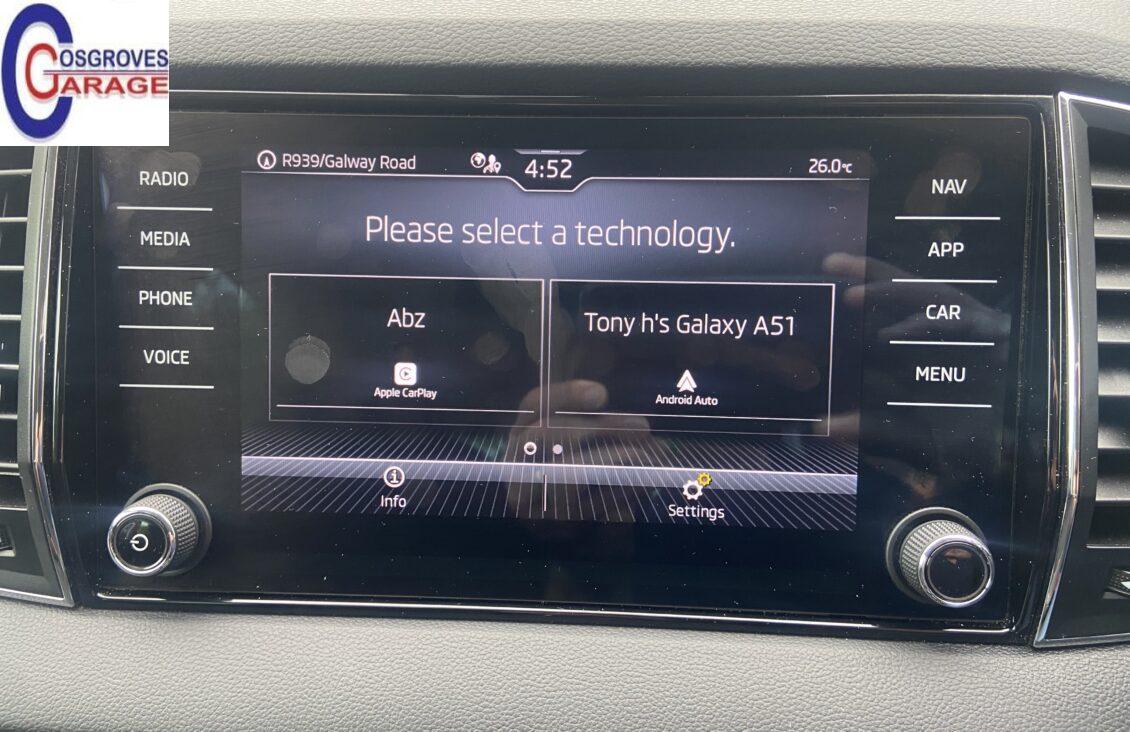 COSGROVES
GARAGE
R939/Galway Road
4:52
26.0°C
RADIO
MEDIA
PHONE
VOICE
Please select a technology.
Abz
Apple CarPlay
Tony h's Galaxy A51
Android Auto
Info
Settings
NAV
APP
CAR
MENU